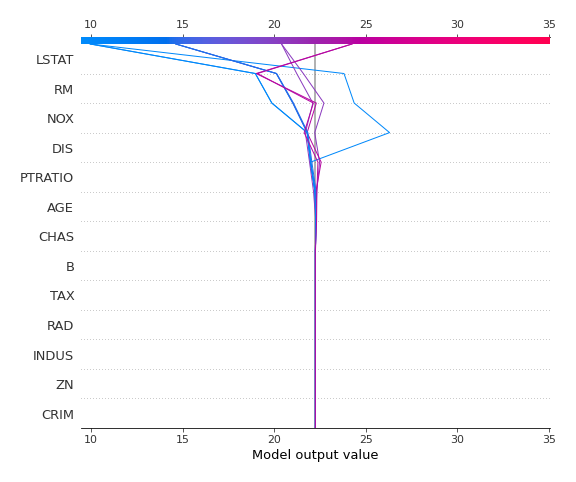 10 15 20 25 30 35
LSTAT
RM
NOX
DIS
PTRATIO
AGE
CHAS
B
TAX
RAD
INDUS
ZN
CRIM
10 15 20 25 30 35
Model output value